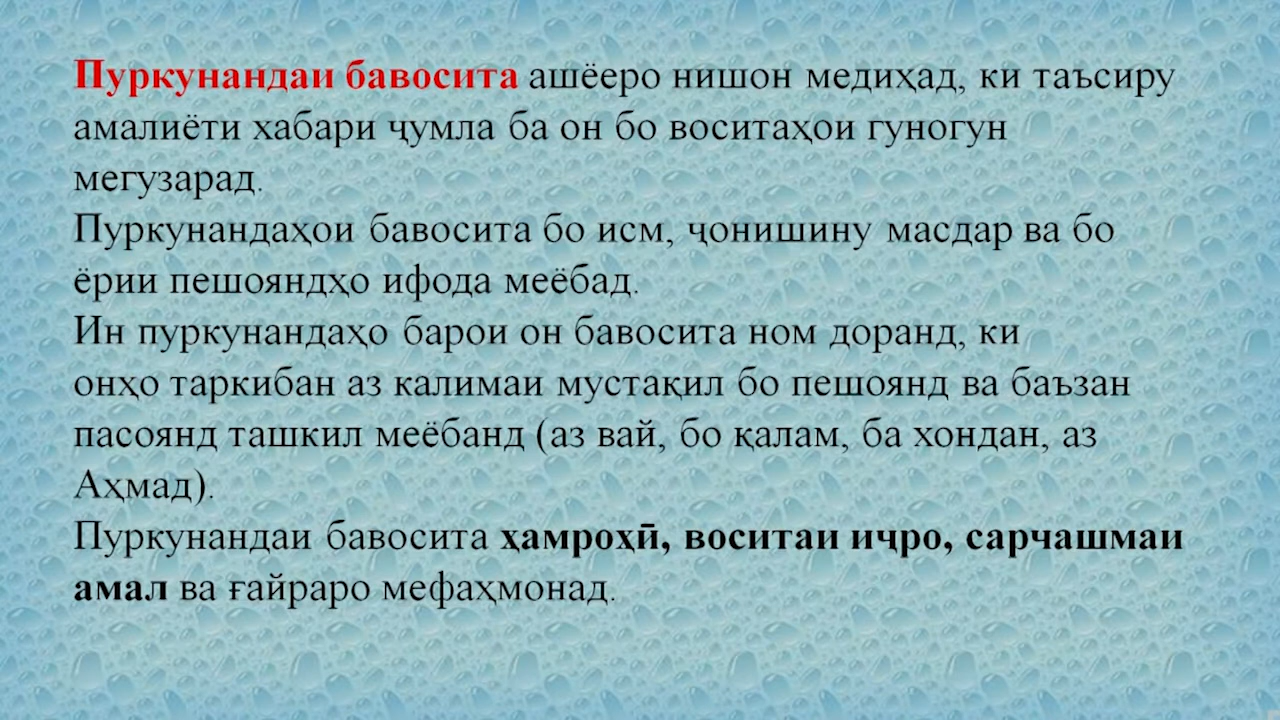 Пуркунандаи бавосита ашёеро нишон медиҳад, ки таъсиру
амалиёти хабари ҷумла ба он бо воситаҳои гуногун
мегузарад.
Пуркунандаҳои бавосита бо исм, ҷонишину масдар ва бо
ёрии пешояндҳо ифода меёбад.
Ин пуркунандаҳо барои он бавосита ном доранд, ки
онҳо таркибан аз калимаи мустақил бо пешоянд ва баъзан
пасоянд ташкил меёбанд (аз вай, бо қалам, ба хондан, аз
Аҳмад).
Пуркунандаи бавосита ҳамроҳӣ, воситаи иҷро, сарчашмаи
амал ва ғайраро мефаҳмонад.